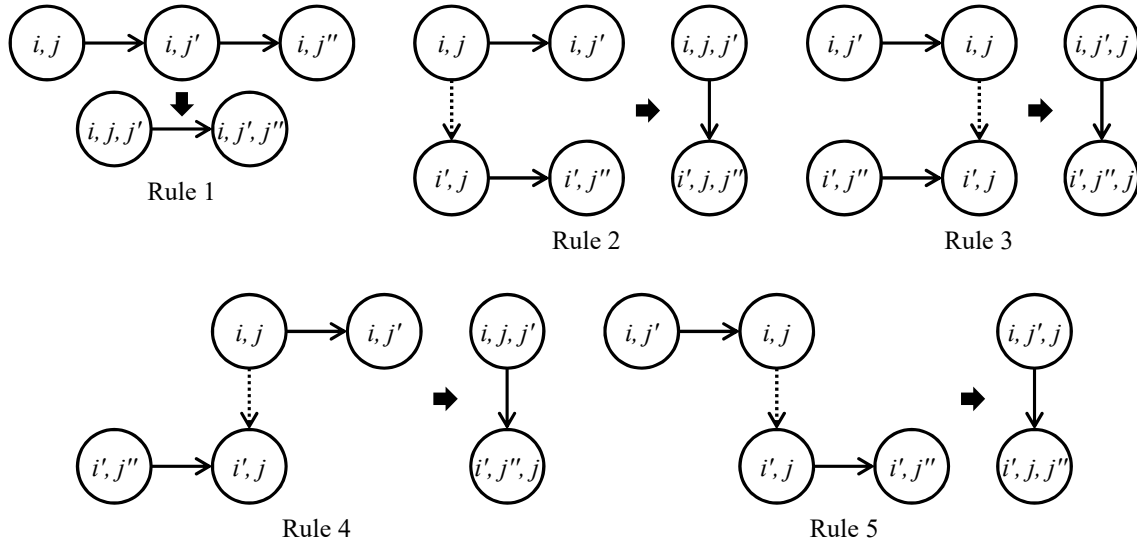 i, j
i, j'
i, j''
i, j, j'
i, j', j''
Rule 1
i, j
i, j'
i, j, j'
i', j
i', j''
i', j, j''
Rule 2
i, j'
i, j
i, j', j
i', j''
i', j
i', j'', j
Rule 3
i, j
i, j'
i, j, j'
i', j''
i', j
i', j'', j
Rule 4
i, j'
i, j
i, j', j
i', j
i', j''
i', j, j''
Rule 5